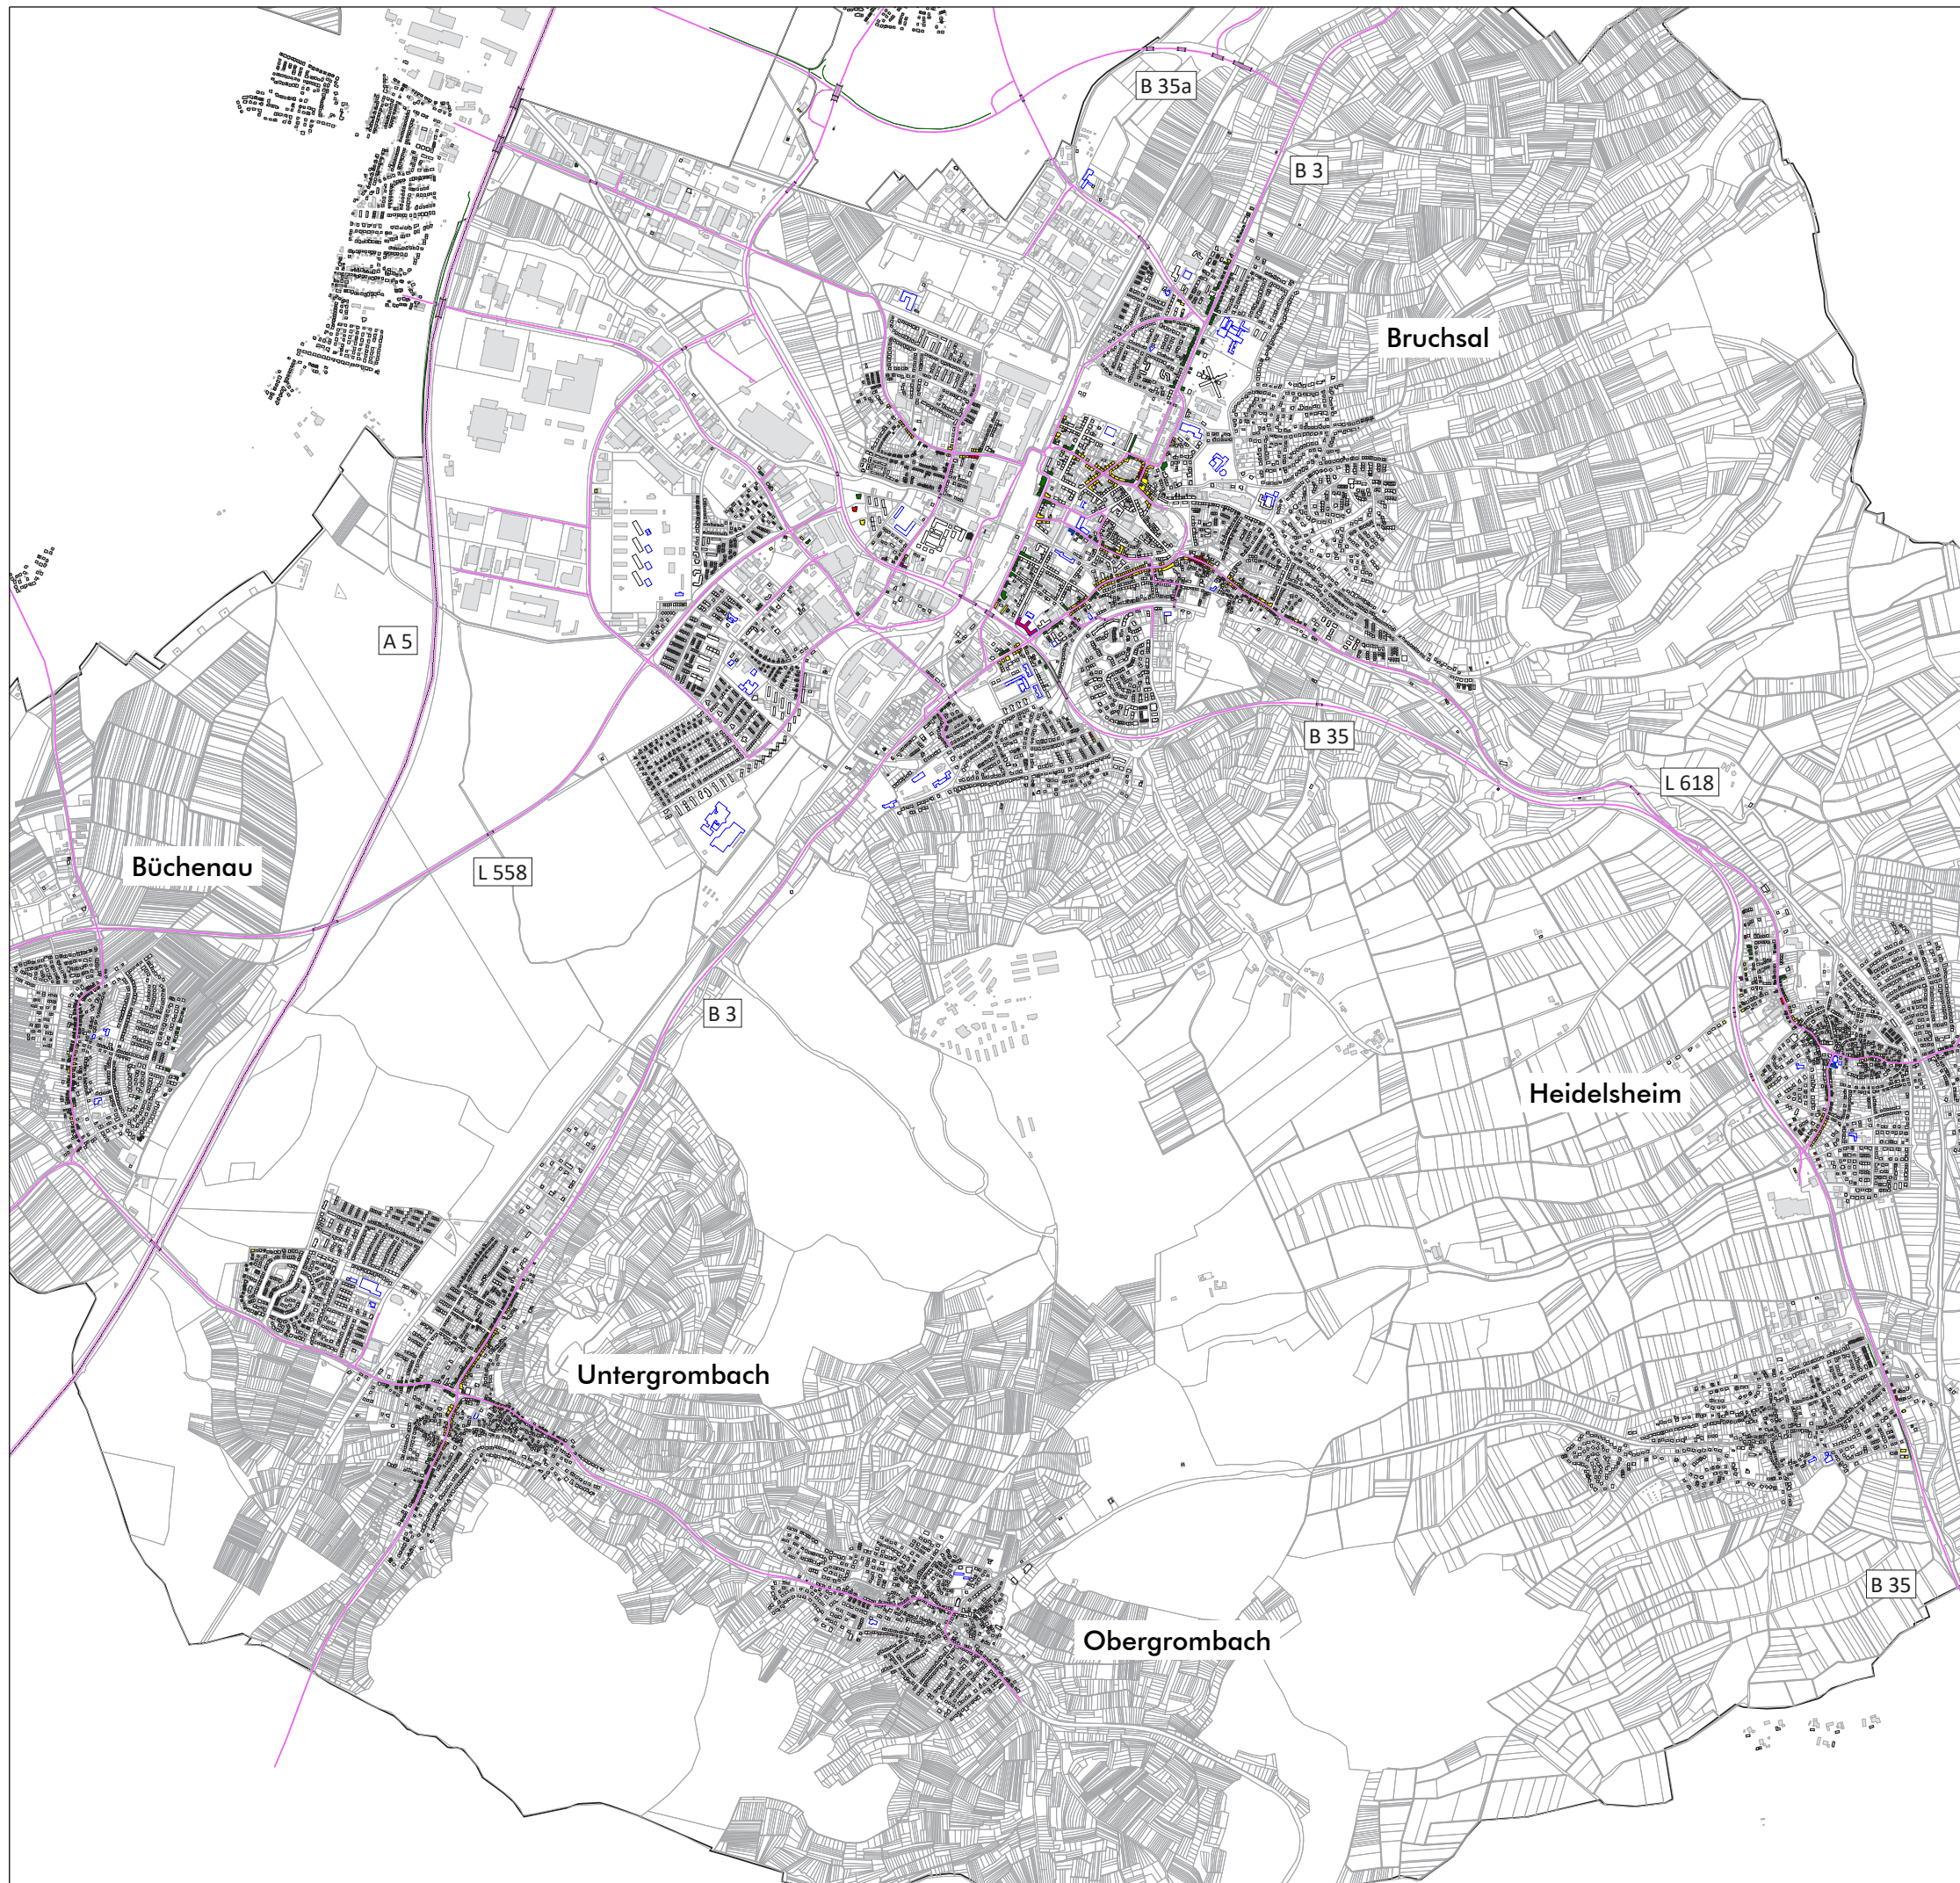 B 35a
B 3
Bruchsal
A 5
B 35
L 618
Büchenau
L 558
B 3
Heidelsheim
Untergrombach
B 35
Obergrombach